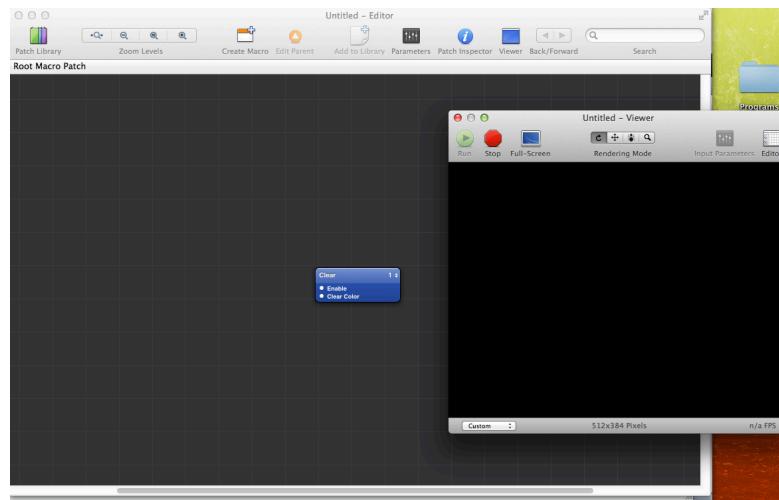 Untitled – Editor
Patch Library Zoom Levels Create Macro Edit Parent Add to Library Parameters Patch Inspector Viewer Back/Forward Search
Root Macro Patch
Programs
Untitled – Viewer
Run Stop Full-Screen Rendering Mode Input Parameters Edito
Clear 1
Enable
Clear Color
Custom 512x384 Pixels n/a FPS